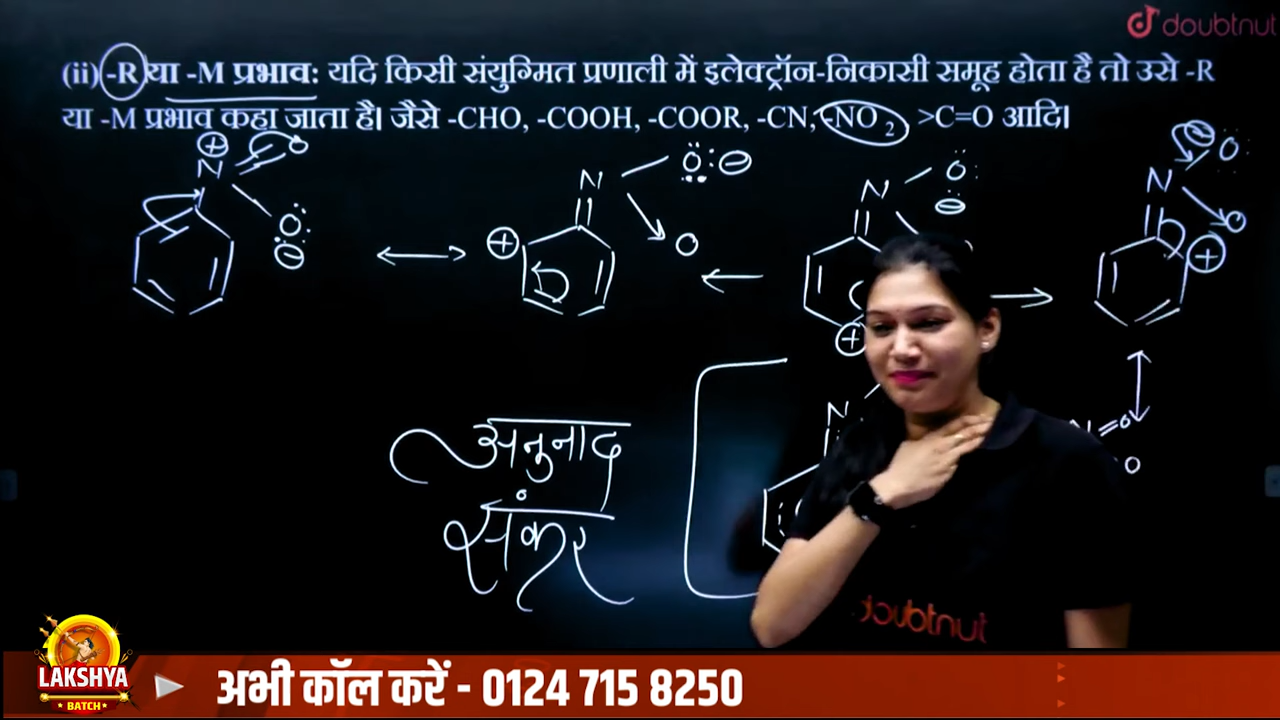 doubtnut
(ii) -R या -M प्रभाव: यदि किसी संयुग्मित प्रणाली में इलेक्ट्रॉन-निकासी समूह होता है तो उसे -R
या -M प्रभाव कहा जाता है। जैसे -CHO, -COOH, -COOR, -CN, -NO₂ >C=O आदि।
⊕ N O
O ⊖
⊕ N O ⊖
O
N O ⊖
⊕
N O
O ⊕
अनुनाद
संकर
N
N=O
O
doubtnut
LAKSHYA
BATCH
अभी कॉल करें - 0124 715 8250